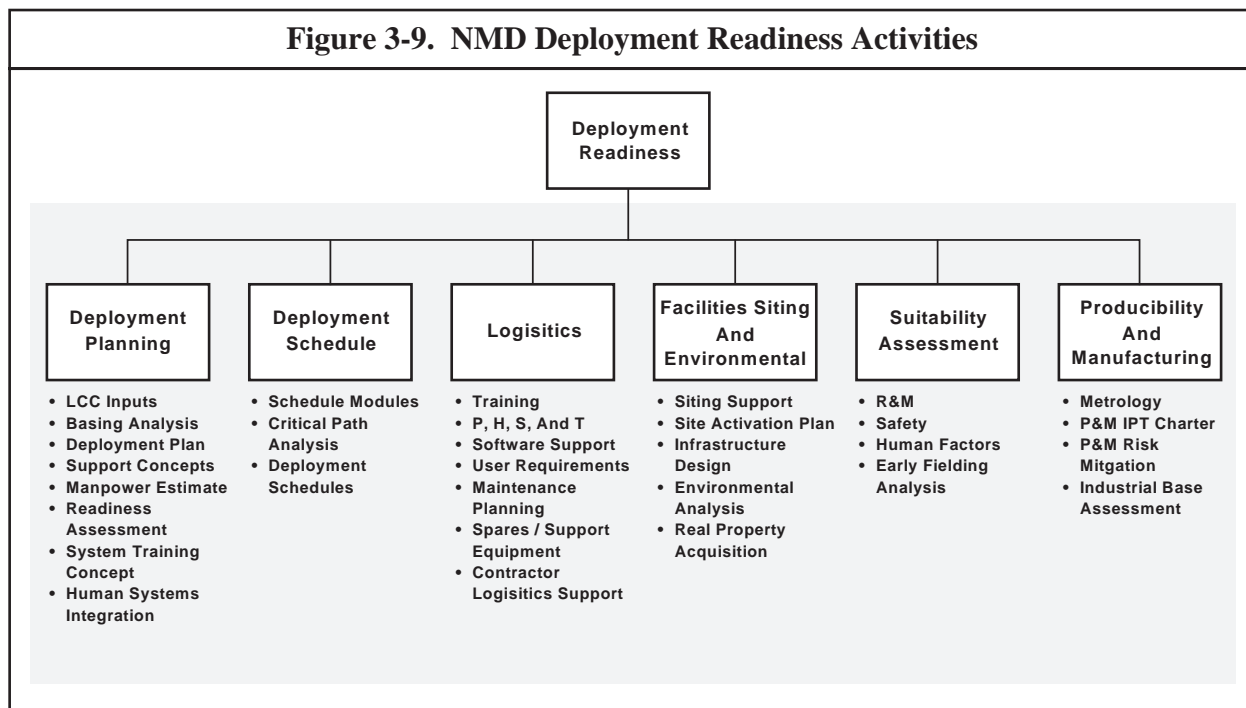 Figure 3-9. NMD Deployment Readiness Activities
Deployment
Readiness
Deployment
Planning
• LCC Inputs
• Basing Analysis
• Deployment Plan
• Support Concepts
• Manpower Estimate
• Readiness
Assessment
• System Training
Concept
• Human Systems
Integration
Deployment
Schedule
• Schedule Modules
• Critical Path
Analysis
• Deployment
Schedules
Logisitics
• Training
• P, H, S, And T
• Software Support
• User Requirements
• Maintenance
Planning
• Spares / Support
Equipment
• Contractor
Logisitics Support
Facilities Siting
And
Environmental
• Siting Support
• Site Activation Plan
• Infrastructure
Design
• Environmental
Analysis
• Real Property
Acquisition
Suitability
Assessment
• R&M
• Safety
• Human Factors
• Early Fielding
Analysis
Producibility
And
Manufacturing
• Metrology
• P&M IPT Charter
• P&M Risk
Mitgation
• Industrial Base
Assessment